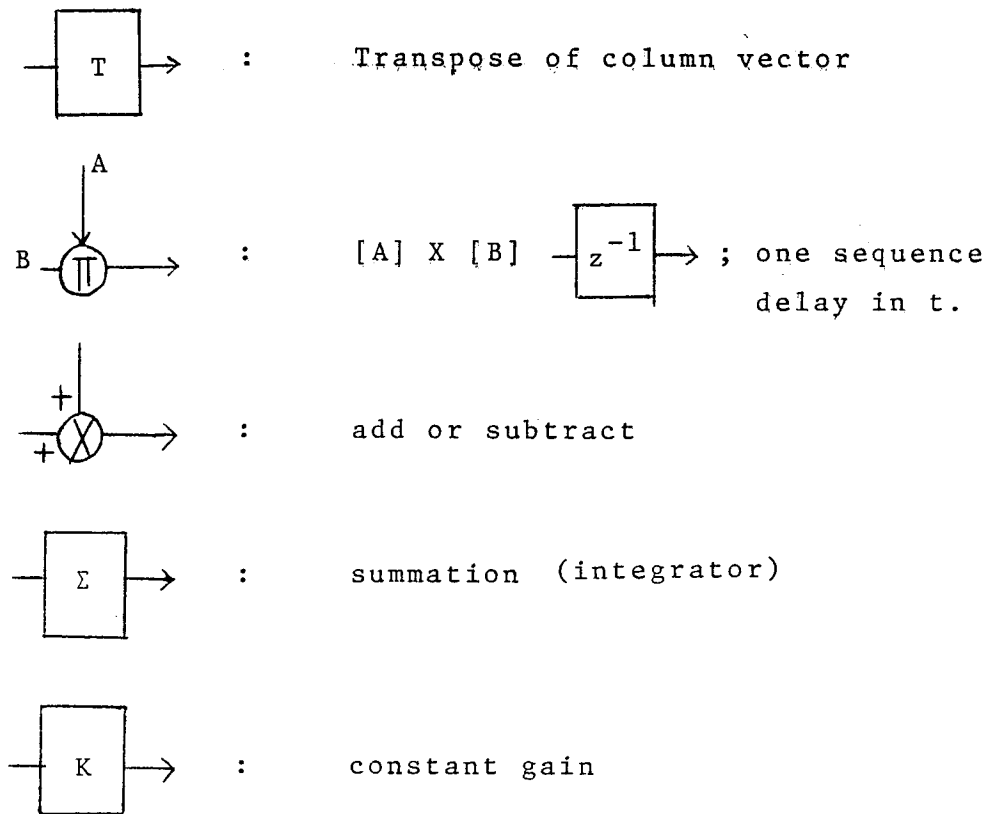 T : Transpose of column vector
A
B Π : [A] X [B] z⁻¹ ; one sequence
delay in t.
+
+ X : add or subtract
Σ : summation (integrator)
K : constant gain